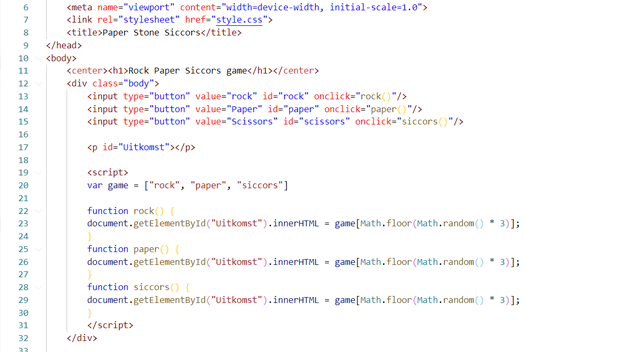 6 <meta name="viewport" content="width=device-width, initial-scale=1.0">
7 <link rel="stylesheet" href="style.css">
8 <title>Paper Stone Siccors</title>
9 </head>
10 <body>
11 <center><h1>Rock Paper Siccors game</h1></center>
12 <div class="body">
13 <input type="button" value="rock" id="rock" onclick="rock()"/>
14 <input type="button" value="Paper" id="paper" onclick="paper()"/>
15 <input type="button" value="Scissors" id="scissors" onclick="siccors()"/>
16
17 <p id="Uitkomst"></p>
18
19 <script>
20 var game = ["rock", "paper", "siccors"]
21
22 function rock() {
23 document.getElementById("Uitkomst").innerHTML = game[Math.floor(Math.random() * 3)];
24 }
25 function paper() {
26 document.getElementById("Uitkomst").innerHTML = game[Math.floor(Math.random() * 3)];
27 }
28 function siccors() {
29 document.getElementById("Uitkomst").innerHTML = game[Math.floor(Math.random() * 3)];
30 }
31 </script>
32 </div>
33